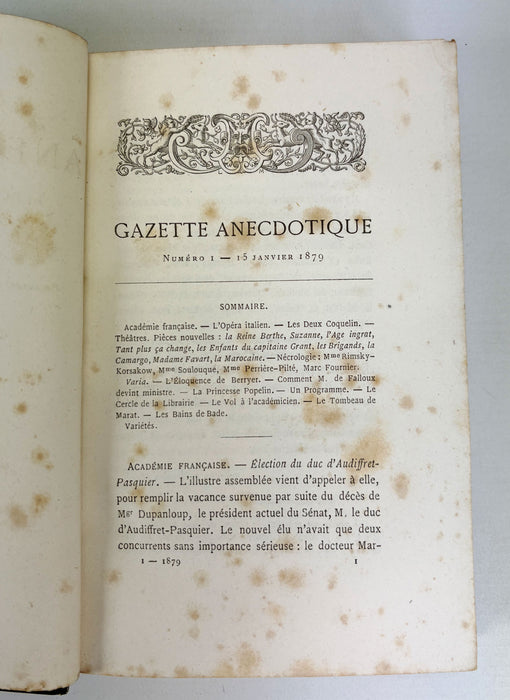 GAZETTE ANECDOTIQUE
NUMÉRO 1 — 15 JANVIER 1879
SOMMAIRE.
Académie française. — L'Opéra italien. — Les Deux Coquelin. —
Théâtres. Pièces nouvelles : la Reine Berthe, Suzanne, l'Age ingrat,
Tant plus ça change, les Enfants du capitaine Grant, les Brigands, la
Camargo, Madame Favart, la Marocaine. — Nécrologie : Mme Rimsky-
Korsakow, Mme Soulouque, Mme Perrière-Pilté, Marc Fournier.
Varia. — L'Éloquence de Berryer. — Comment M. de Falloux
devint ministre. — La Princesse Popelin. — Un Programme. — Le
Cercle de la Librairie — Le Vol à l'académicien. — Le Tombeau de
Marat. — Les Bains de Bade.
Variétés.
ACADÉMIE FRANÇAISE. — Élection du duc d'Audiffret-
Pasquier. — L'illustre assemblée vient d'appeler à elle,
pour remplir la vacance survenue par suite du décès de
Mgr Dupanloup, le président actuel du Sénat, M. le duc
d'Audiffret-Pasquier. Le nouvel élu n'avait que deux
concurrents sans importance sérieuse : le docteur Mar-
1 — 1879 1